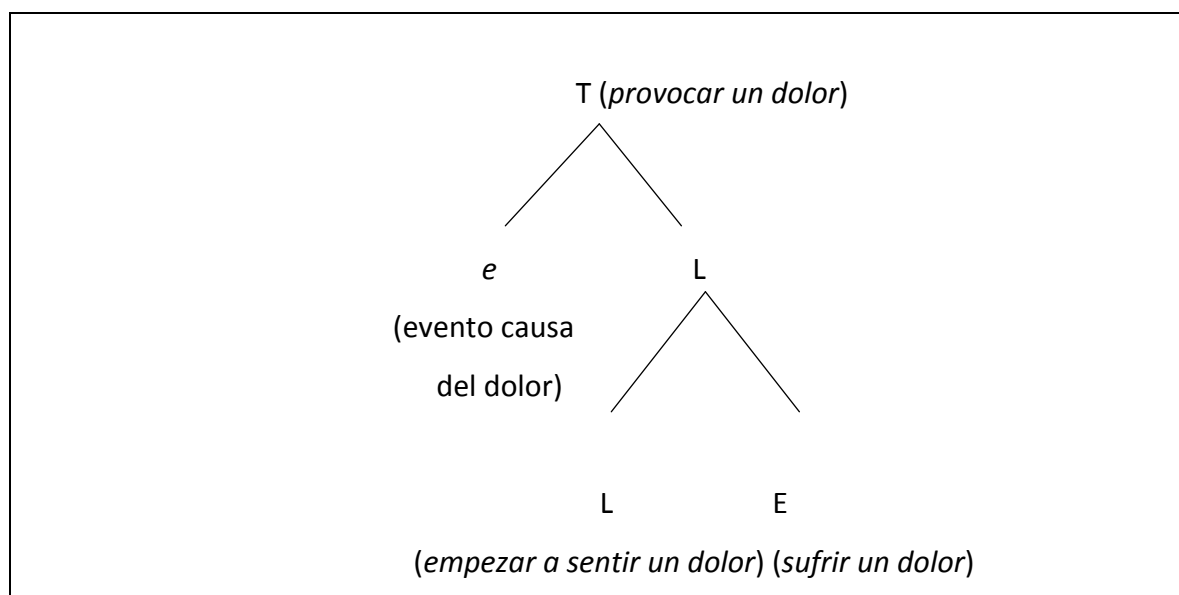 T (provocar un dolor)
e L
(evento causa
del dolor)
L E
(empezar a sentir un dolor) (sufrir un dolor)